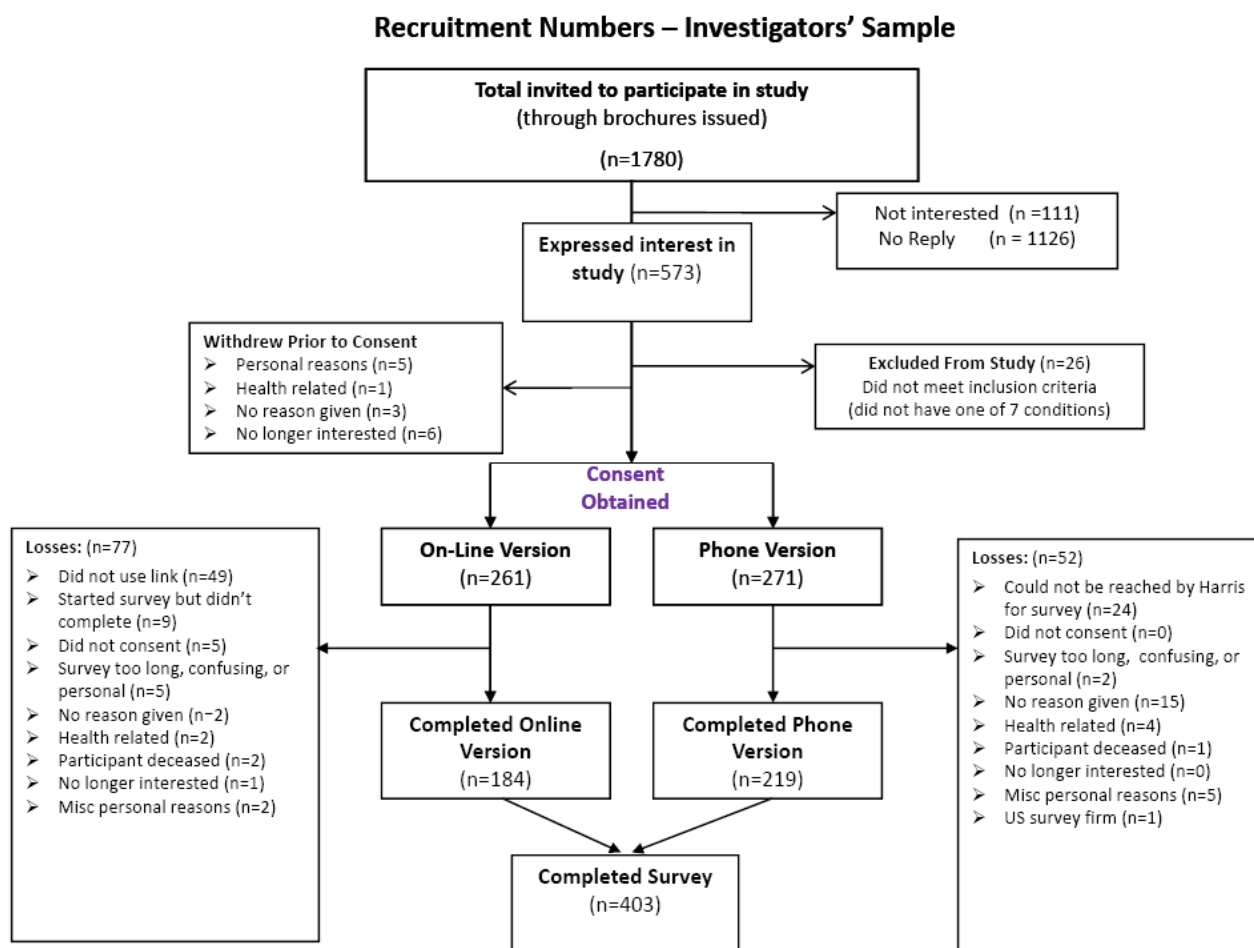 Recruitment Numbers – Investigators’ Sample
Total invited to participate in study
(through brochures issued)
(n=1780)
Not interested (n =111)
No Reply (n = 1126)
Expressed interest in
study (n=573)
Withdrew Prior to Consent
➢ Personal reasons (n=5)
➢ Health related (n=1)
➢ No reason given (n=3)
➢ No longer interested (n=6)
Excluded From Study (n=26)
Did not meet inclusion criteria
(did not have one of 7 conditions)
Consent
Obtained
Losses: (n=77)
➢ Did not use link (n=49)
➢ Started survey but didn’t
complete (n=9)
➢ Did not consent (n=5)
➢ Survey too long, confusing, or
personal (n=5)
➢ No reason given (n=2)
➢ Health related (n=2)
➢ Participant deceased (n=2)
➢ No longer interested (n=1)
➢ Misc personal reasons (n=2)
On-Line Version
(n=261)
Phone Version
(n=271)
Losses: (n=52)
➢ Could not be reached by Harris
for survey (n=24)
➢ Did not consent (n=0)
➢ Survey too long, confusing, or
personal (n=2)
➢ No reason given (n=15)
➢ Health related (n=4)
➢ Participant deceased (n=1)
➢ No longer interested (n=0)
➢ Misc personal reasons (n=5)
➢ US survey firm (n=1)
Completed Online
Version
(n=184)
Completed Phone
Version
(n=219)
Completed Survey
(n=403)